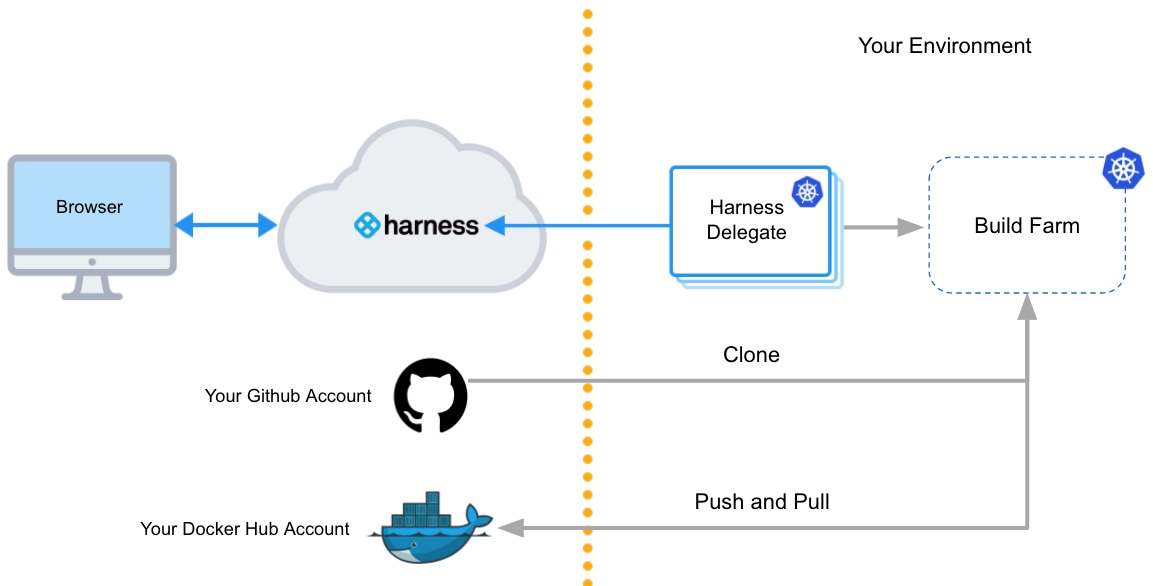 Your Environment
Browser
harness
Harness
Delegate
Build Farm
Clone
Your Github Account
Push and Pull
Your Docker Hub Account